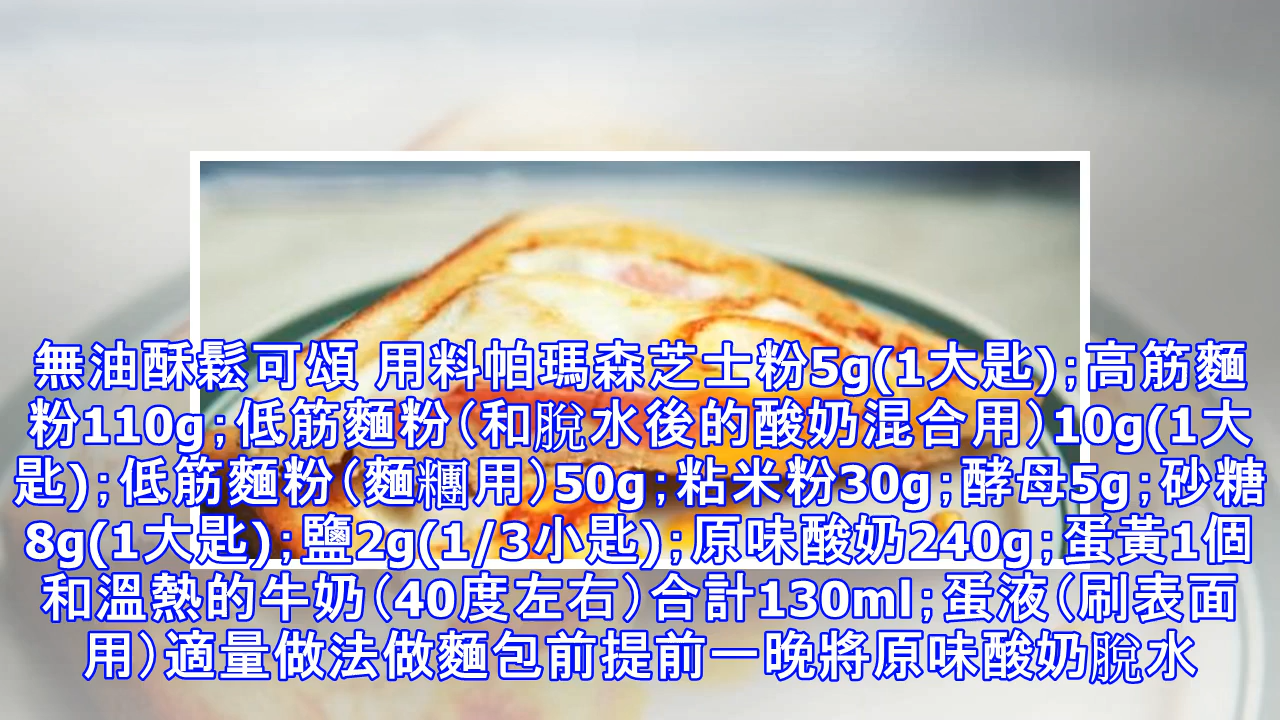 無油酥鬆可頌 用料帕瑪森芝士粉5g(1大匙);高筋麵
粉110g;低筋麵粉(和脫水後的酸奶混合用)10g(1大
匙);低筋麵粉(麵糰用)50g;粘米粉30g;酵母5g;砂糖
8g(1大匙);鹽2g(1/3小匙);原味酸奶240g;蛋黃1個
和溫熱的牛奶(40度左右)合計130ml;蛋液(刷表面
用)適量做法做麵包前提前一晚將原味酸奶脫水